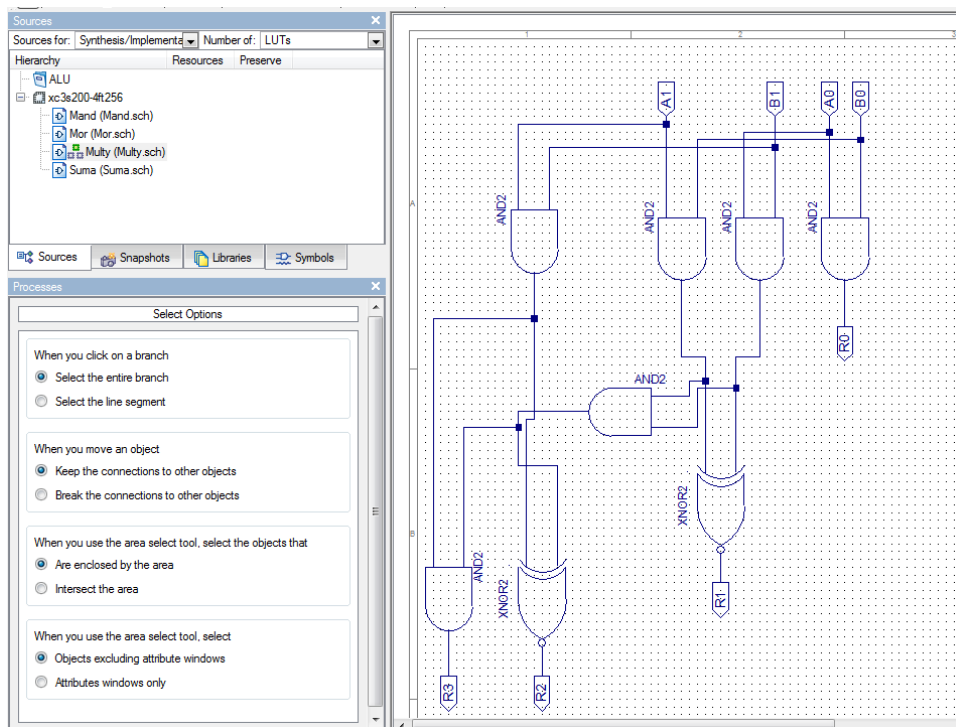 Sources
Sources for: Synthesis/Implementa Number of: LUTs
Hierarchy Resources Preserve
ALU
xc3s200-4ft256
Mand (Mand.sch)
Mor (Mor.sch)
Multy (Multy.sch)
Suma (Suma.sch)
Sources Snapshots Libraries Symbols
Processes
Select Options
When you click on a branch
Select the entire branch
Select the line segment
When you move an object
Keep the connections to other objects
Break the connections to other objects
When you use the area select tool, select the objects that
Are enclosed by the area
Intersect the area
When you use the area select tool, select
Objects excluding attribute windows
Attributes windows only
1 2 3
A1 B1 A0 B0
A
AND2 AND2 AND2 AND2
R0
AND2
XNOR2
B
AND2 XNOR2
R1
R3 R2